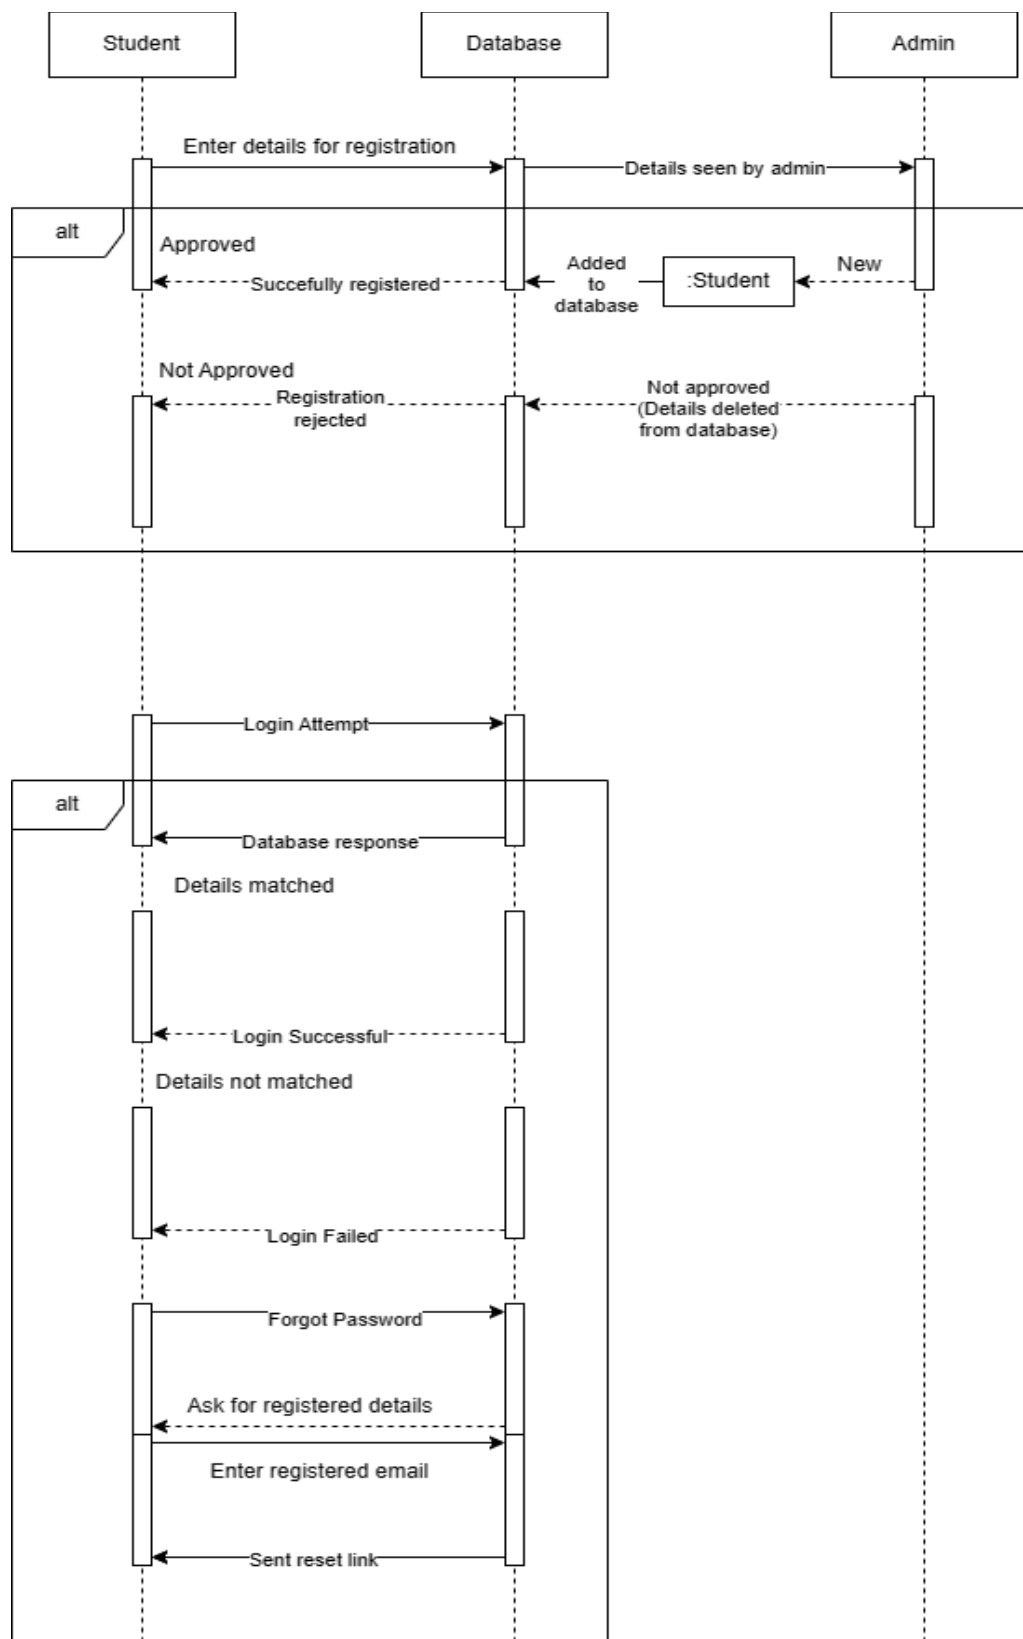 Student
Database
Admin
Enter details for registration
Details seen by admin
alt
Approved
Succefully registered
Added
to
database
:Student
New
Not Approved
Registration
rejected
Not approved
(Details deleted
from database)
Login Attempt
alt
Database response
Details matched
Login Successful
Details not matched
Login Failed
Forgot Password
Ask for registered details
Enter registered email
Sent reset link